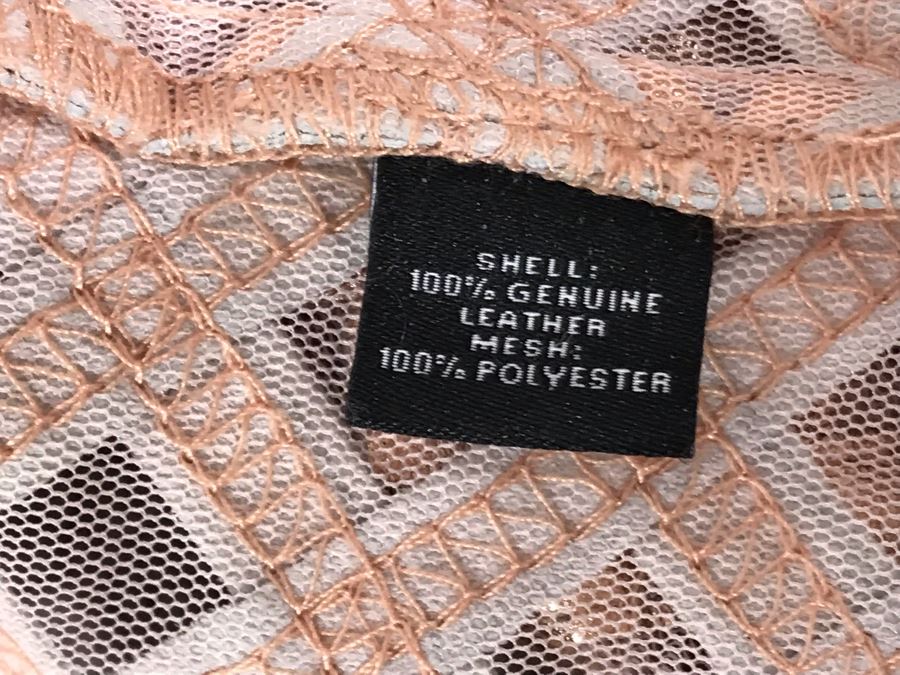 SHELL:
100% GENUINE
LEATHER
MESH:
100% POLYESTER